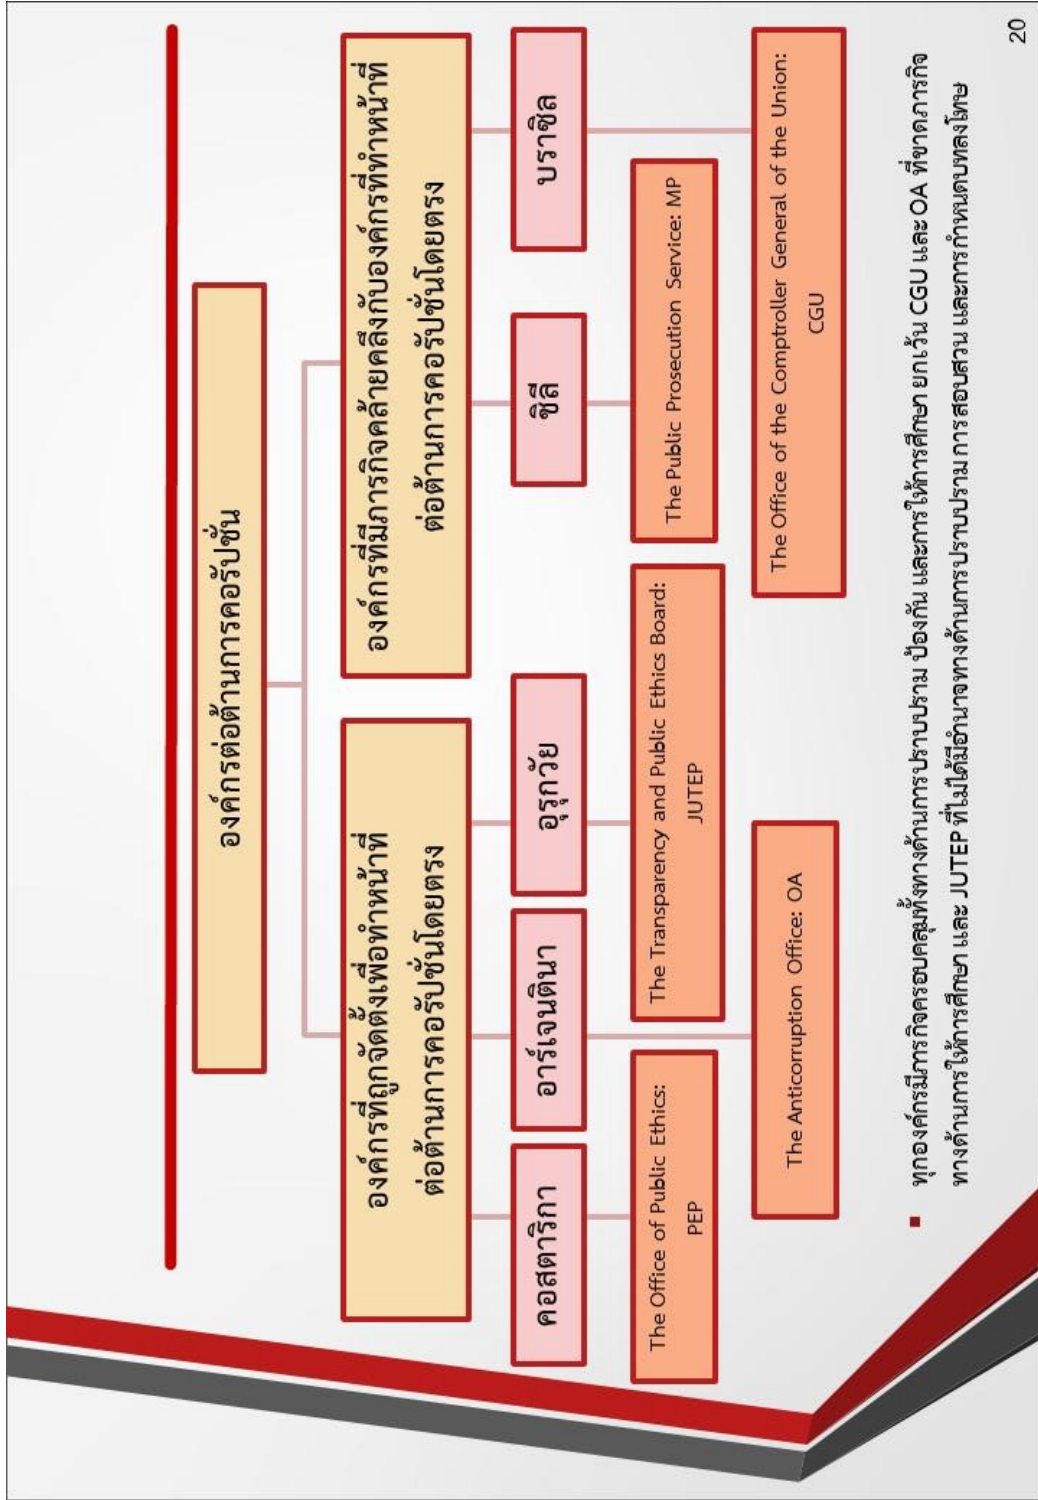 องค์กรต่อต้านการคอรัปชั่น
องค์กรที่ถูกจัดตั้งเพื่อทำหน้าที่
ต่อต้านการคอรัปชั่นโดยตรง
องค์กรที่มีภารกิจคล้ายคลึงกับองค์กรที่ทำหน้าที่
ต่อต้านการคอรัปชั่นโดยตรง
คอสตาริกา
อาร์เจนตินา
อุรุกวัย
ชิลี
บราซิล
The Office of Public Ethics:
PEP
The Transparency and Public Ethics Board:
JUTEP
The Public Prosecution Service: MP
The Anticorruption Office: OA
The Office of the Comptroller General of the Union:
CGU
▪ ทุกองค์กรมีภารกิจครอบคลุมทั้งทางด้านการปราบปราม ป้องกัน และการให้การศึกษา ยกเว้น CGU และ OA ที่ขาดภารกิจ
ทางด้านการให้การศึกษา และ JUTEP ที่ไม่ได้มีอำนาจทางด้านการปราบปราม การสอบสวน และการกำหนดบทลงโทษ
20